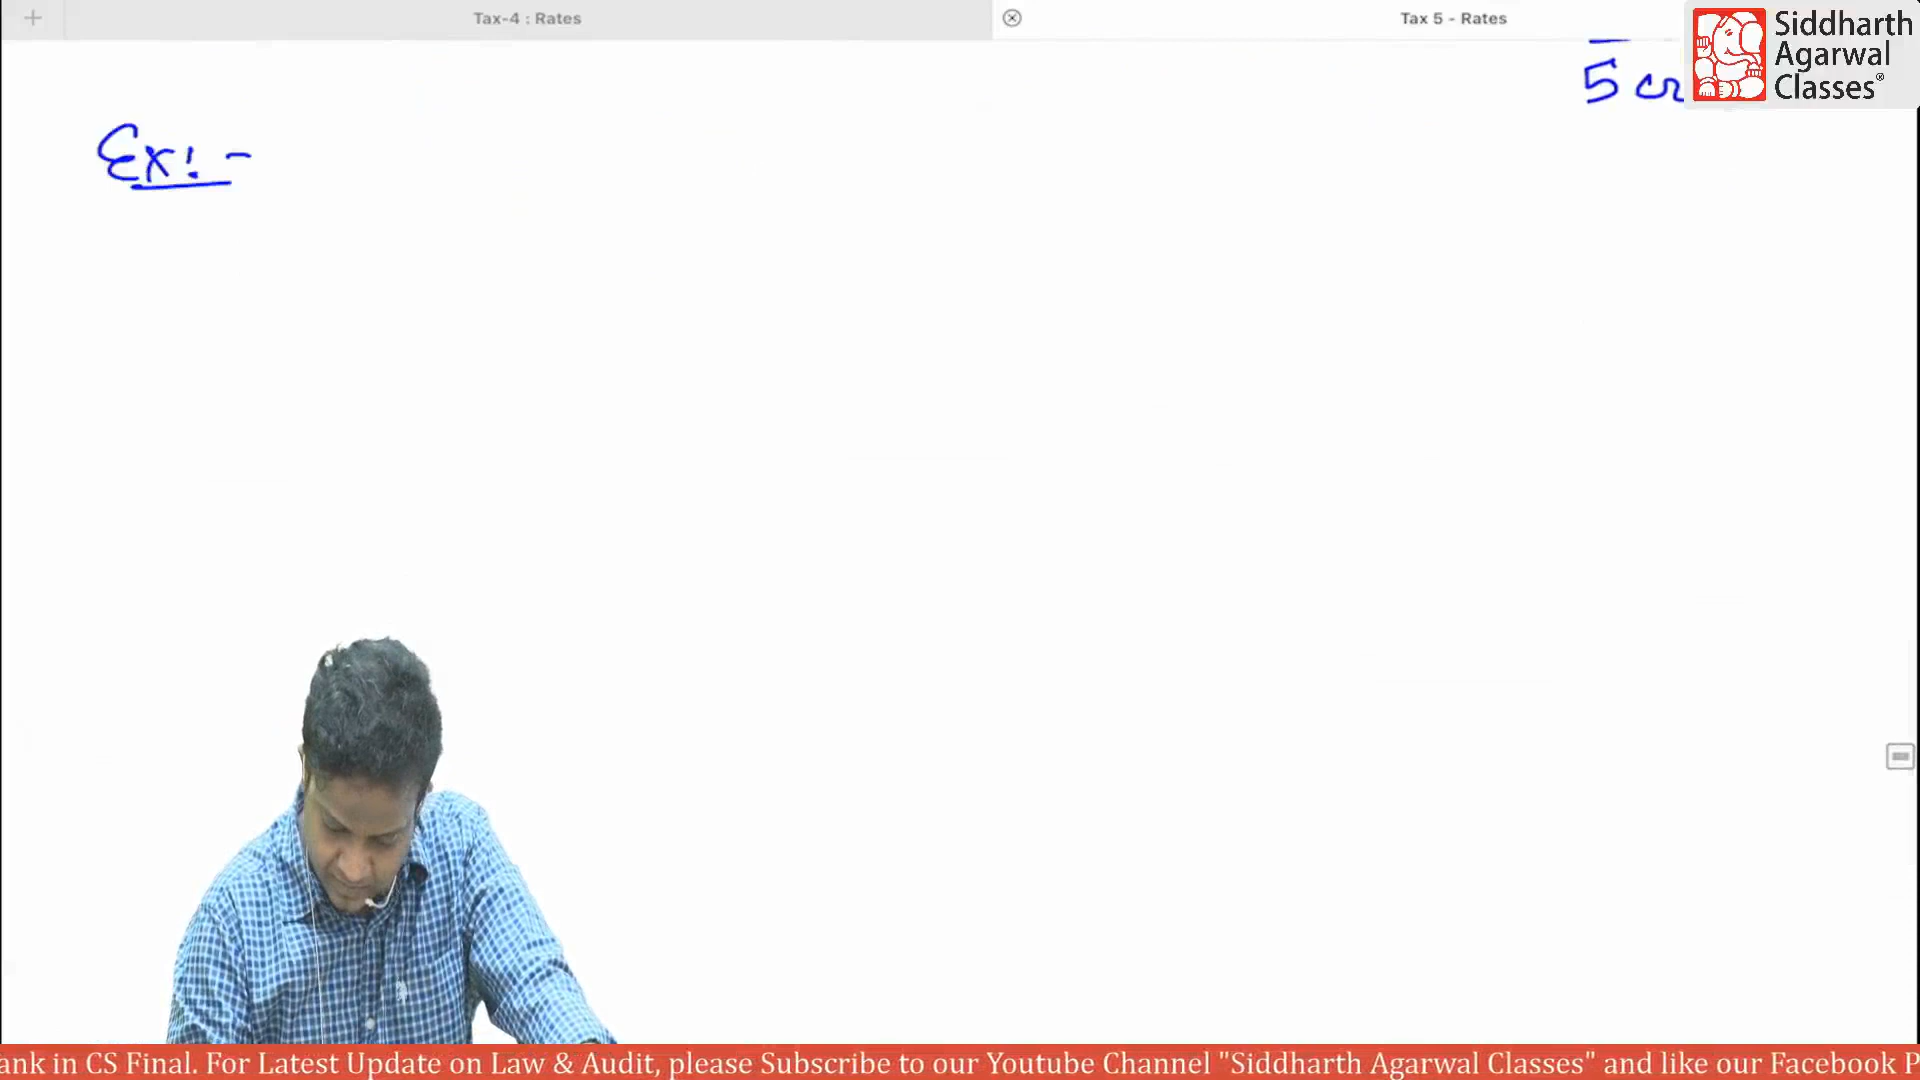 Tax-4 : Rates
Tax 5 - Rates
Siddharth
Agarwal
Classes®
5 cr
Ex: -
ank in CS Final. For Latest Update on Law & Audit, please Subscribe to our Youtube Channel "Siddharth Agarwal Classes" and like our Facebook P